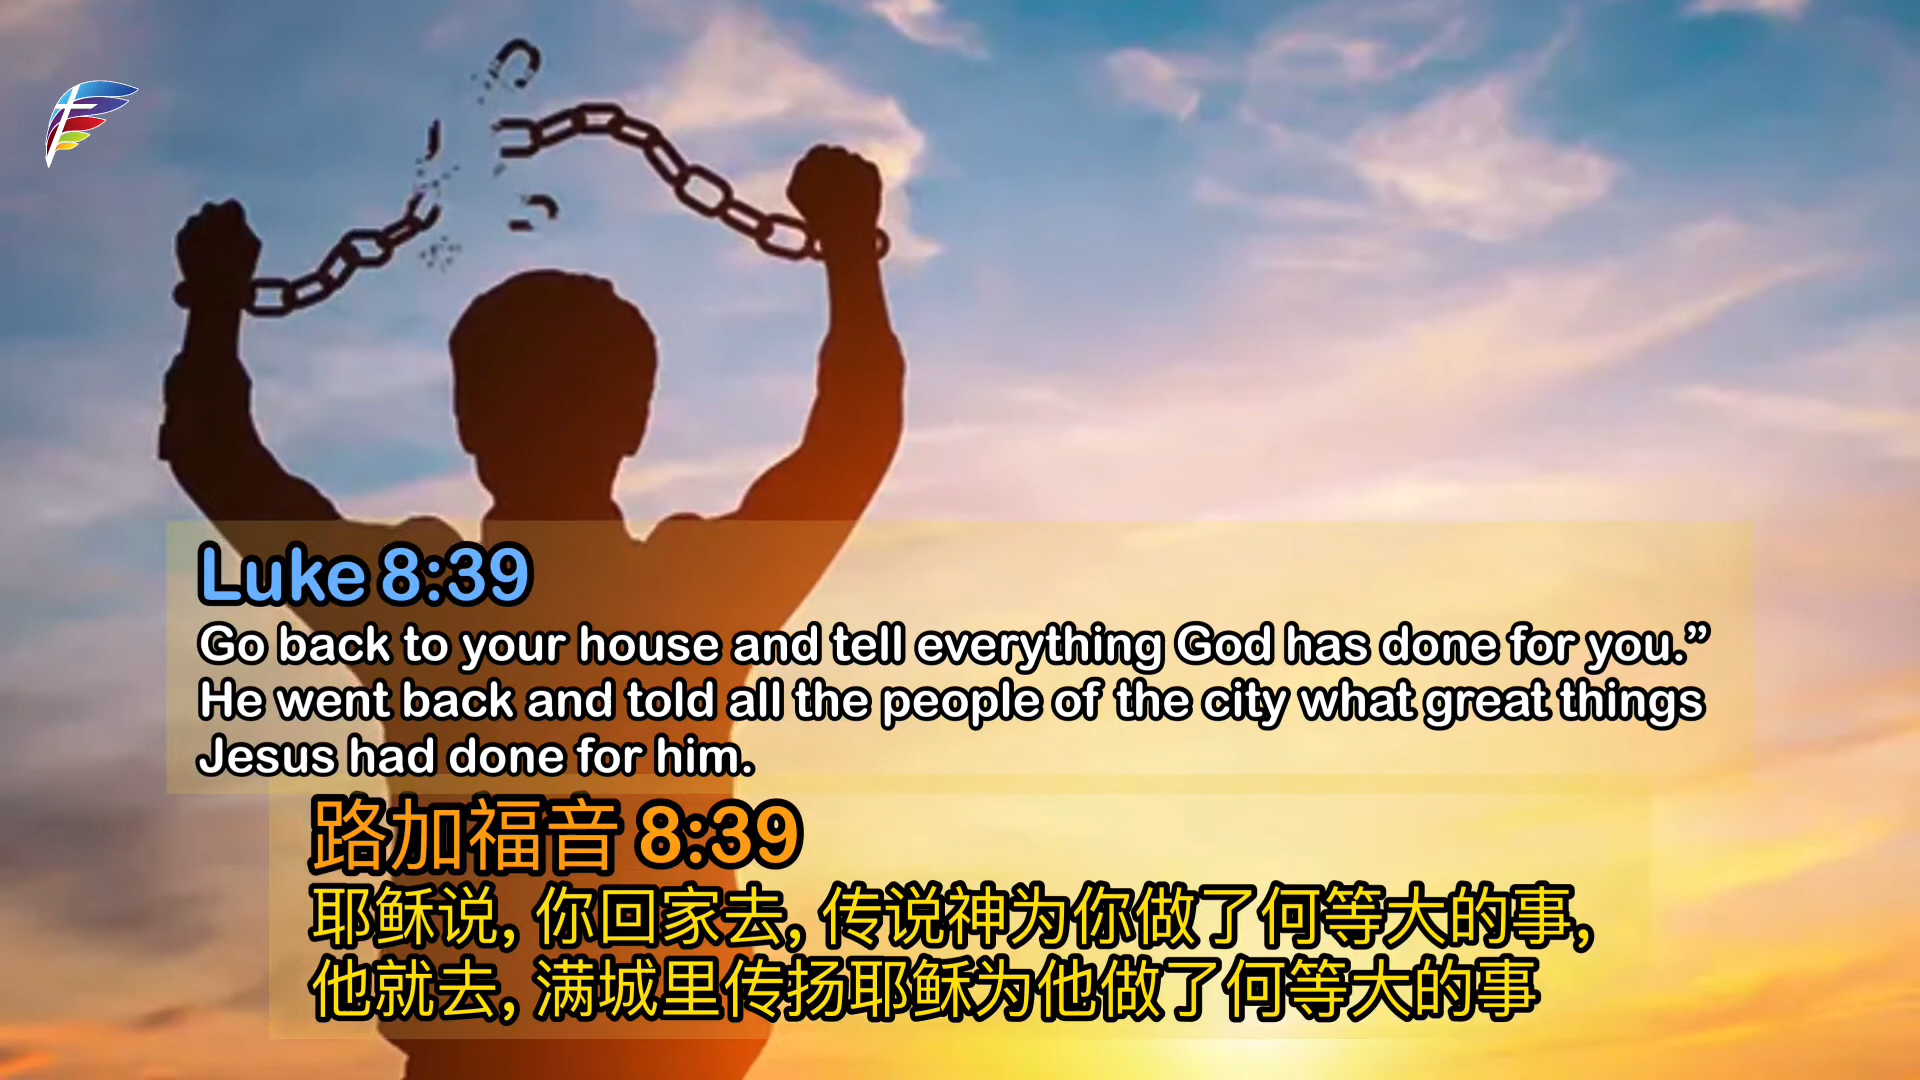 Luke 8:39
Go back to your house and tell everything God has done for you.”
He went back and told all the people of the city what great things
Jesus had done for him.
路加福音 8:39
耶稣说, 你回家去, 传说神为你做了何等大的事,
他就去, 满城里传扬耶稣为他做了何等大的事